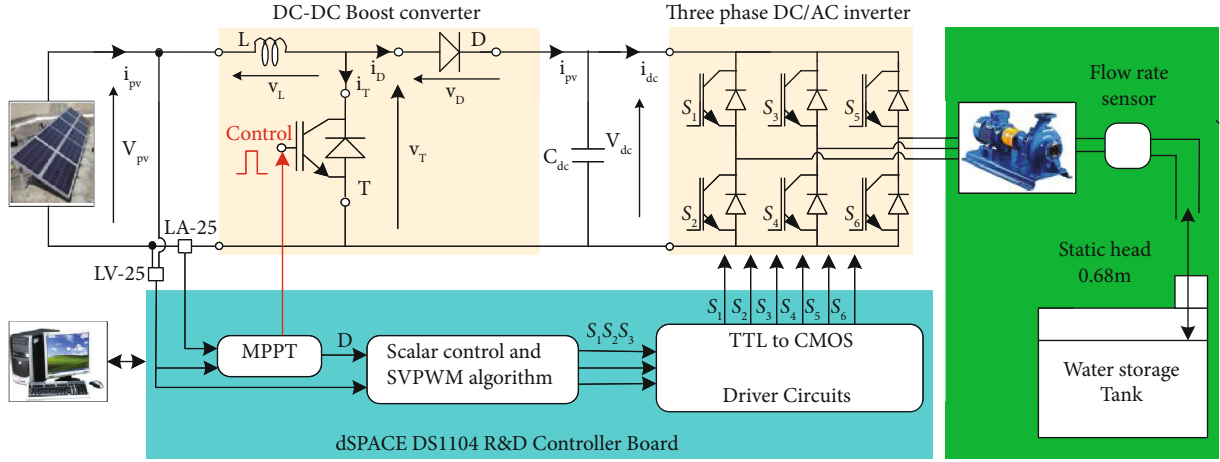 DC-DC Boost converter
Three phase DC/AC inverter
L
D
i_pv
v_L
i_D
i_T
v_D
i_pv
i_dc
Control
V_pv
v_T
T
C_dc
V_dc
S_1
S_3
S_5
S_2
S_4
S_6
Flow rate
sensor
LA-25
LV-25
Static head
0.68m
S_1 S_2 S_3 S_4 S_5 S_6
MPPT
D
Scalar control and
SVPWM algorithm
S_1S_2S_3
TTL to CMOS
Driver Circuits
Water storage
Tank
dSPACE DS1104 R&D Controller Board